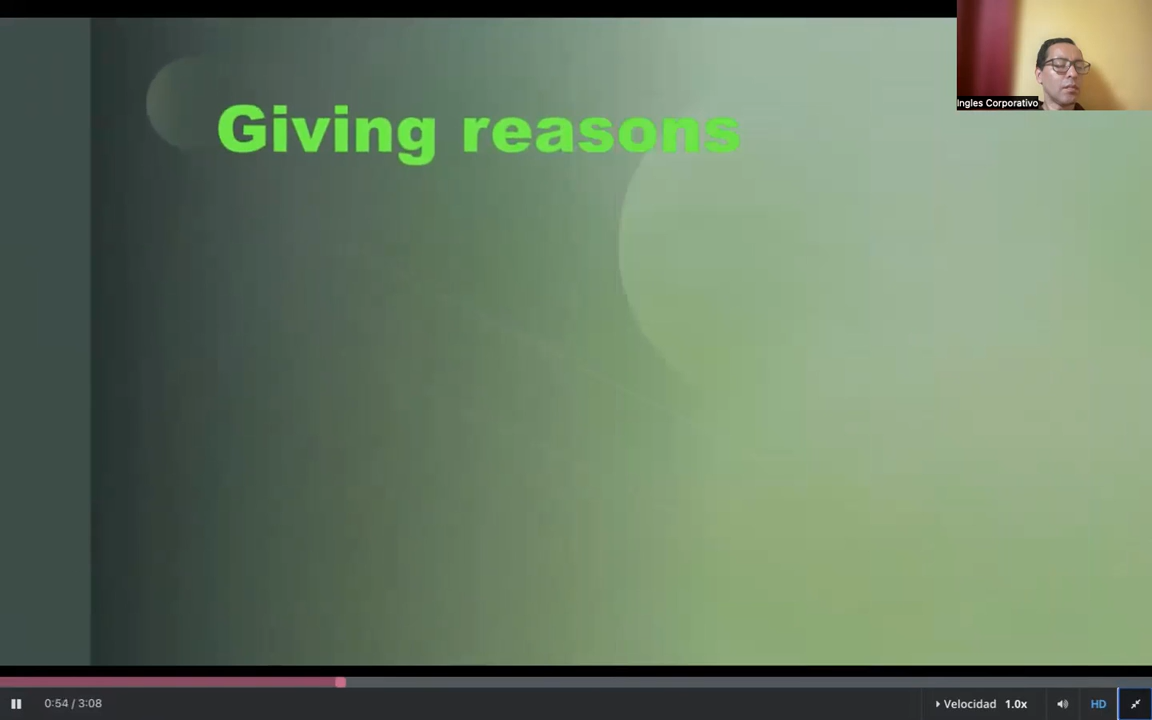 Giving reasons
Ingles Corporativo
0:54 / 3:08
Velocidad 1.0x
HD